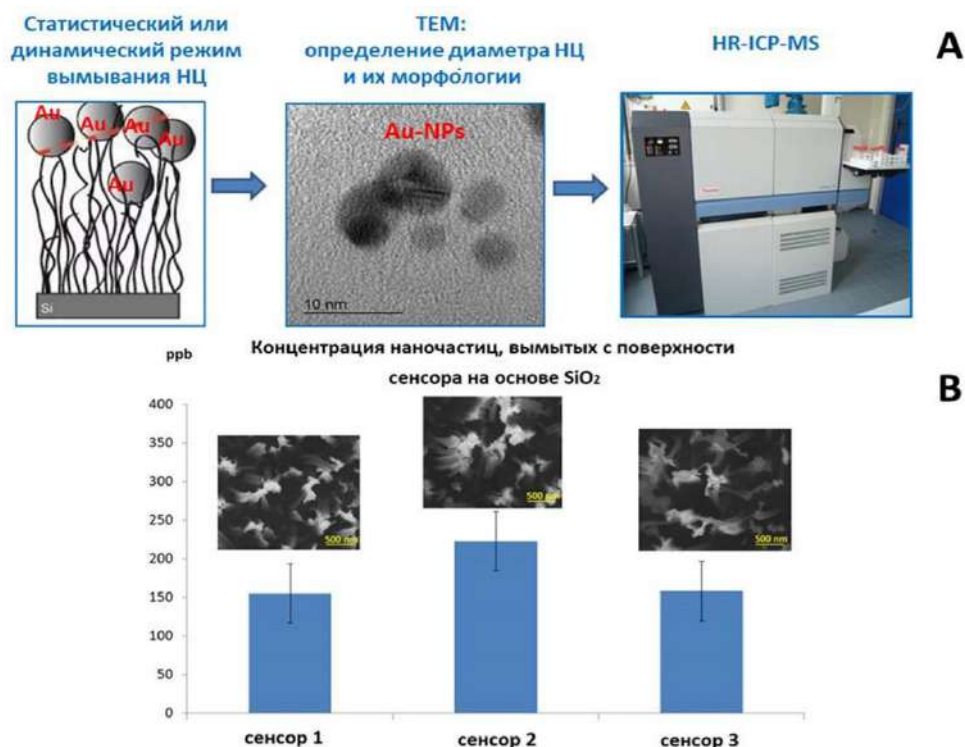 Статистический или
динамический режим
вымывания НЦ
ТЕМ:
определение диаметра НЦ
и их морфологии
HR-ICP-MS
A
Au
Au
Au
Au
Au
Si
Au-NPs
10 nm
ppb
Концентрация наночастиц, вымытых с поверхности
сенсора на основе SiO₂
B
400
350
300
250
200
150
100
50
0
500 nm
500 nm
500 nm
сенсор 1
сенсор 2
сенсор 3